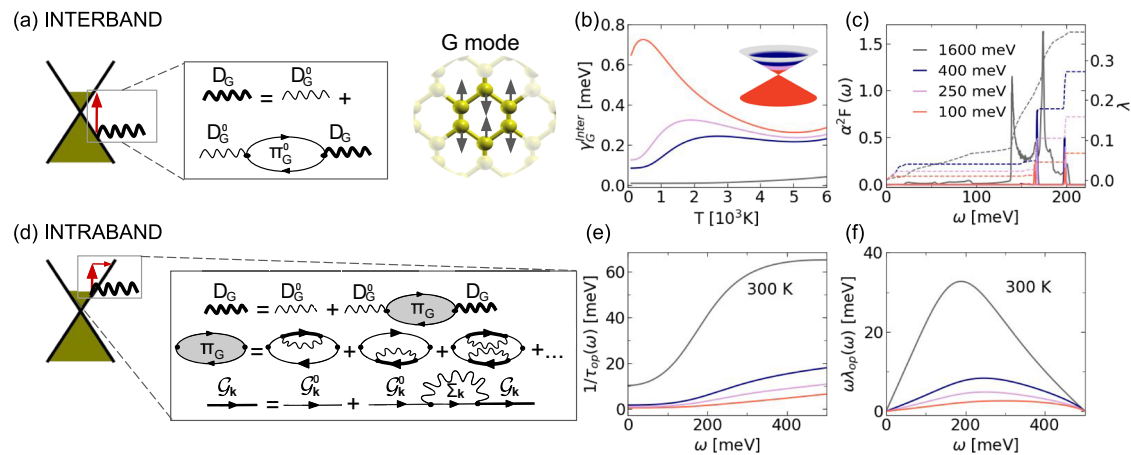 (a) INTERBAND
D_G = D_G^0 +
D_G^0 π_G^0 D_G
G mode
(b)
γ_G^inter [meV]
0.8
0.6
0.4
0.2
0.0
0 1 2 3 4 5 6
T [10³K]
(c)
α²F (ω)
1.5
1.0
0.5
0.0
1600 meV
400 meV
250 meV
100 meV
0.3
0.2
0.1
0.0
λ
0 100 200
ω [meV]
(d) INTRABAND
D_G = D_G^0 + D_G^0 π_G D_G
π_G = + + +...
𝒢_k = 𝒢_k^0 + 𝒢_k^0 Σ_k 𝒢_k
(e)
1/τ_op(ω) [meV]
60
50
40
30
20
10
0
300 K
0 200 400
ω [meV]
(f)
ωλ_op(ω) [meV]
40
20
0
300 K
0 200 400
ω [meV]